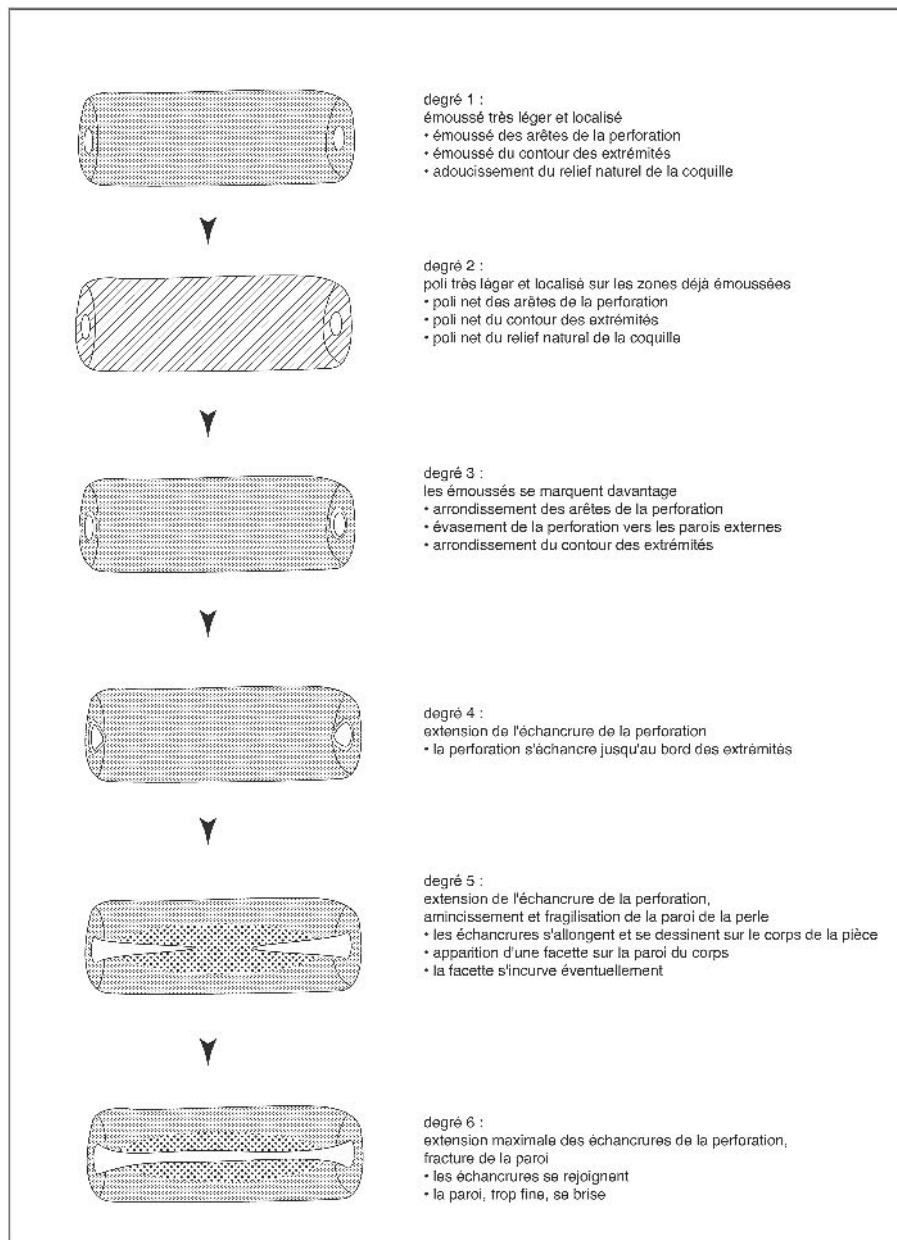 degré 1 :
émoussé très léger et localisé
• émoussé des arêtes de la perforation
• émoussé du contour des extrémités
• adoucissement du relief naturel de la coquille
degré 2 :
poli très léger et localisé sur les zones déjà émoussées
• poli net des arêtes de la perforation
• poli net du contour des extrémités
• poli net du relief naturel de la coquille
degré 3 :
les émoussés se marquent davantage
• arrondissement des arêtes de la perforation
• évasement de la perforation vers les parois externes
• arrondissement du contour des extrémités
degré 4 :
extension de l'échancrure de la perforation
• la perforation s'échancre jusqu'au bord des extrémités
degré 5 :
extension de l'échancrure de la perforation,
amincissement et fragilisation de la paroi de la perle
• les échancrures s'allongent et se dessinent sur le corps de la pièce
• apparition d'une facette sur la paroi du corps
• la facette s'incurve éventuellement
degré 6 :
extension maximale des échancrures de la perforation,
fracture de la paroi
• les échancrures se rejoignent
• la paroi, trop fine, se brise